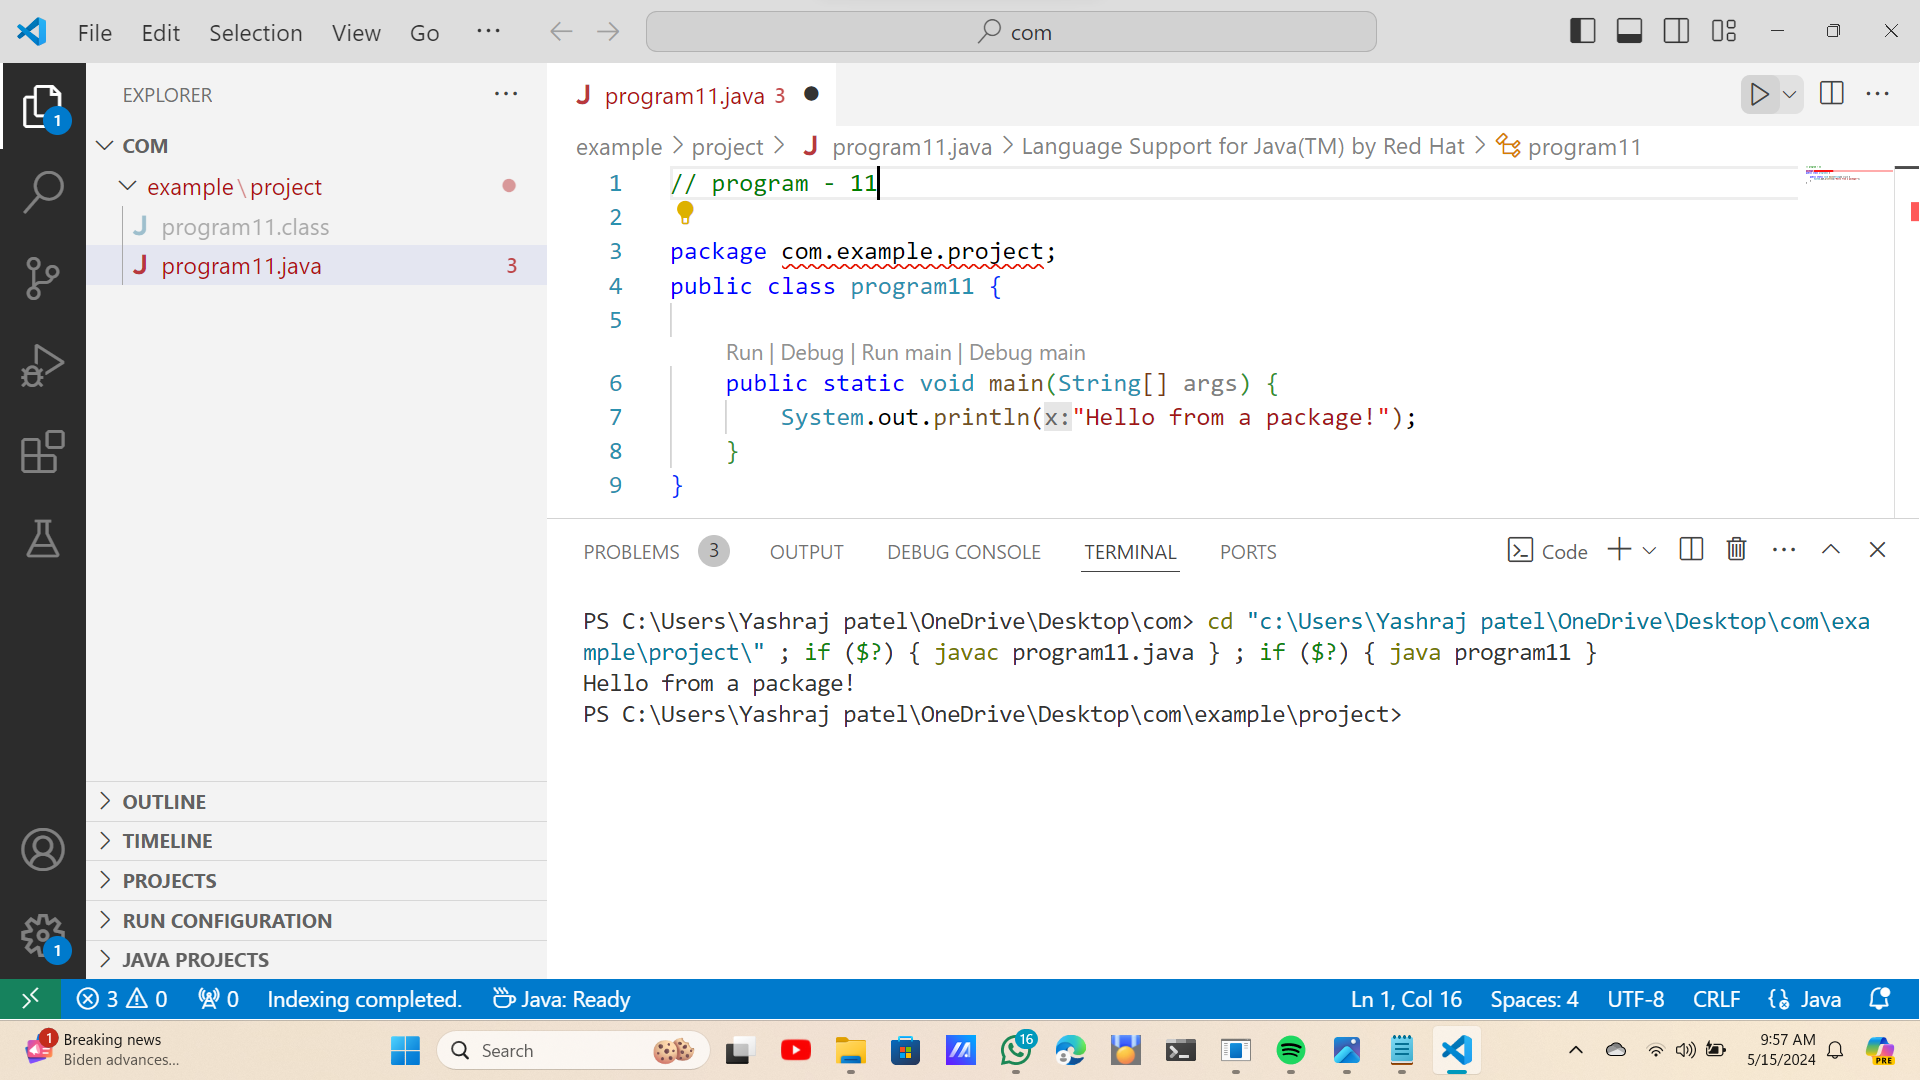 File Edit Selection View Go ... com
EXPLORER ...
COM
example\project
program11.class
program11.java 3
program11.java 3
example > project > program11.java > Language Support for Java(TM) by Red Hat > program11
1 // program - 11
2
3 package com.example.project;
4 public class program11 {
5
Run | Debug | Run main | Debug main
6 public static void main(String[] args) {
7 System.out.println(x:"Hello from a package!");
8 }
9 }
PROBLEMS 3 OUTPUT DEBUG CONSOLE TERMINAL PORTS Code
PS C:\Users\Yashraj patel\OneDrive\Desktop\com> cd "c:\Users\Yashraj patel\OneDrive\Desktop\com\exa
mple\project\" ; if ($?) { javac program11.java } ; if ($?) { java program11 }
Hello from a package!
PS C:\Users\Yashraj patel\OneDrive\Desktop\com\example\project>
OUTLINE
TIMELINE
PROJECTS
RUN CONFIGURATION
JAVA PROJECTS
1
1
3 0 0 Indexing completed. Java: Ready Ln 1, Col 16 Spaces: 4 UTF-8 CRLF Java
1 Breaking news
Biden advances...
Search
16
9:57 AM
5/15/2024
PRE